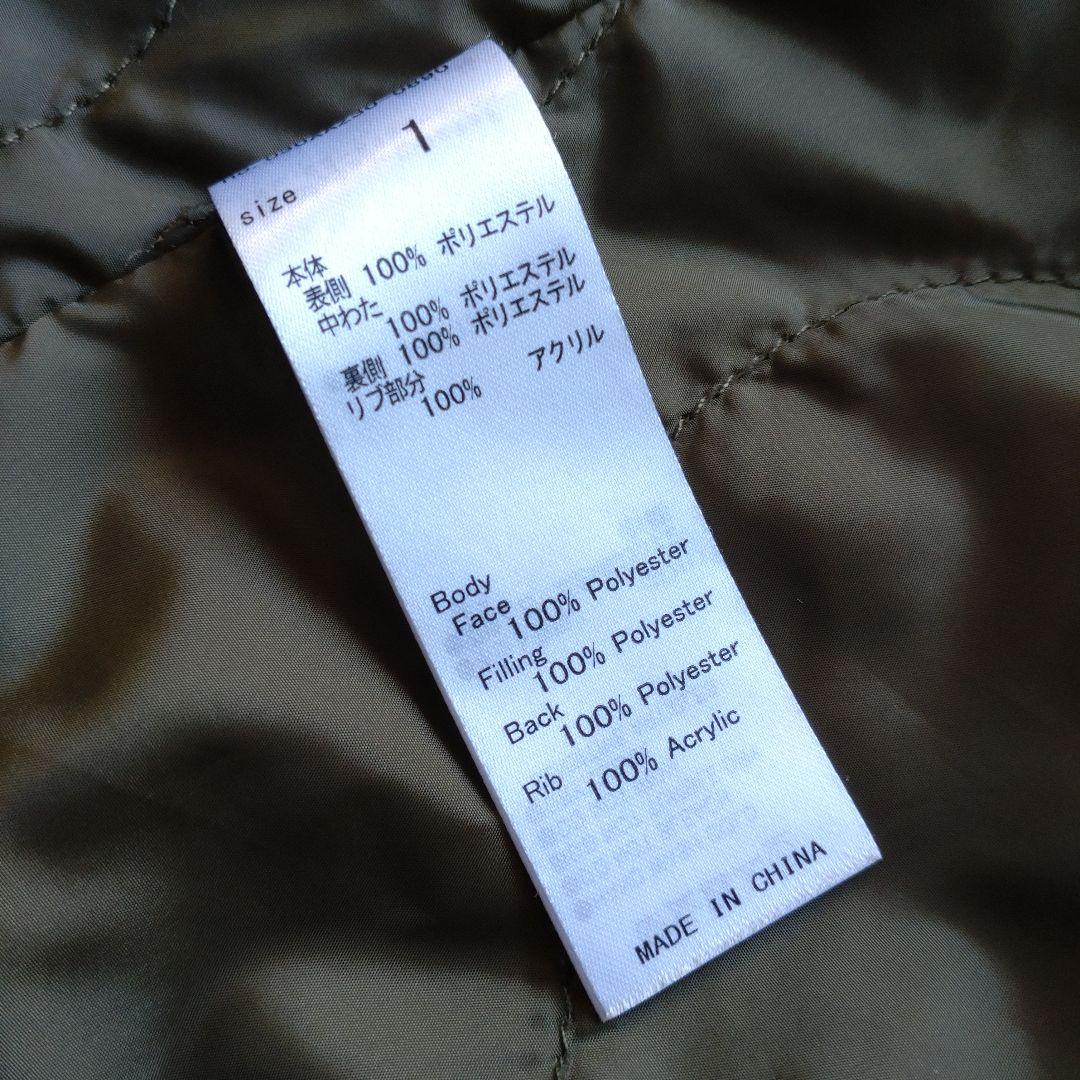 size 1
本体
表側 100% ポリエステル
中わた
100% ポリエステル
裏側 100% ポリエステル
リブ部分
100% アクリル
Body
Face
100% Polyester
Filling
100% Polyester
Back
100% Polyester
Rib
100% Acrylic
MADE IN CHINA